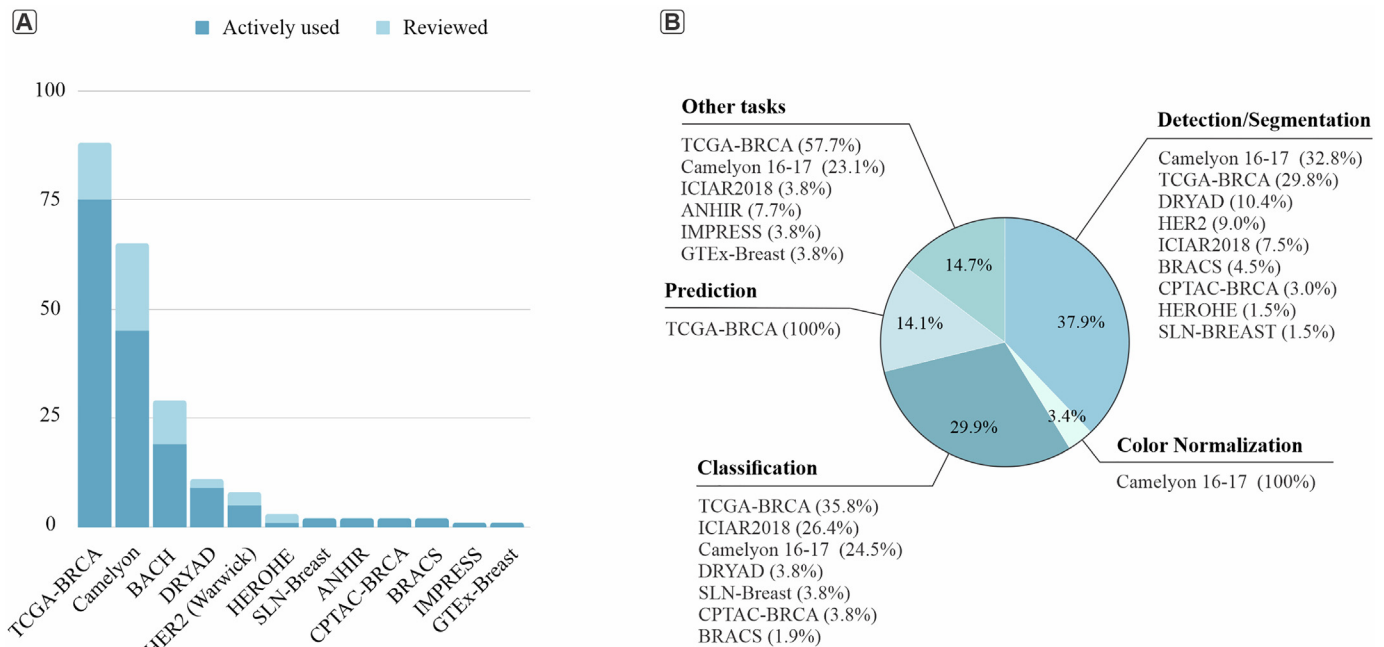 A
Actively used
Reviewed
100
75
50
25
0
TCGA-BRCA
Camelyon
BACH
DRYAD
HER2 (Warwick)
HEROHE
SLN-Breast
ANHIR
CPTAC-BRCA
BRACS
IMPRESS
GTEx-Breast
B
Other tasks
TCGA-BRCA (57.7%)
Camelyon 16-17 (23.1%)
ICIAR2018 (3.8%)
ANHIR (7.7%)
IMPRESS (3.8%)
GTEx-Breast (3.8%)
Prediction
TCGA-BRCA (100%)
Classification
TCGA-BRCA (35.8%)
ICIAR2018 (26.4%)
Camelyon 16-17 (24.5%)
DRYAD (3.8%)
SLN-Breast (3.8%)
CPTAC-BRCA (3.8%)
BRACS (1.9%)
14.7%
14.1%
37.9%
29.9%
3.4%
Detection/Segmentation
Camelyon 16-17 (32.8%)
TCGA-BRCA (29.8%)
DRYAD (10.4%)
HER2 (9.0%)
ICIAR2018 (7.5%)
BRACS (4.5%)
CPTAC-BRCA (3.0%)
HEROHE (1.5%)
SLN-BREAST (1.5%)
Color Normalization
Camelyon 16-17 (100%)